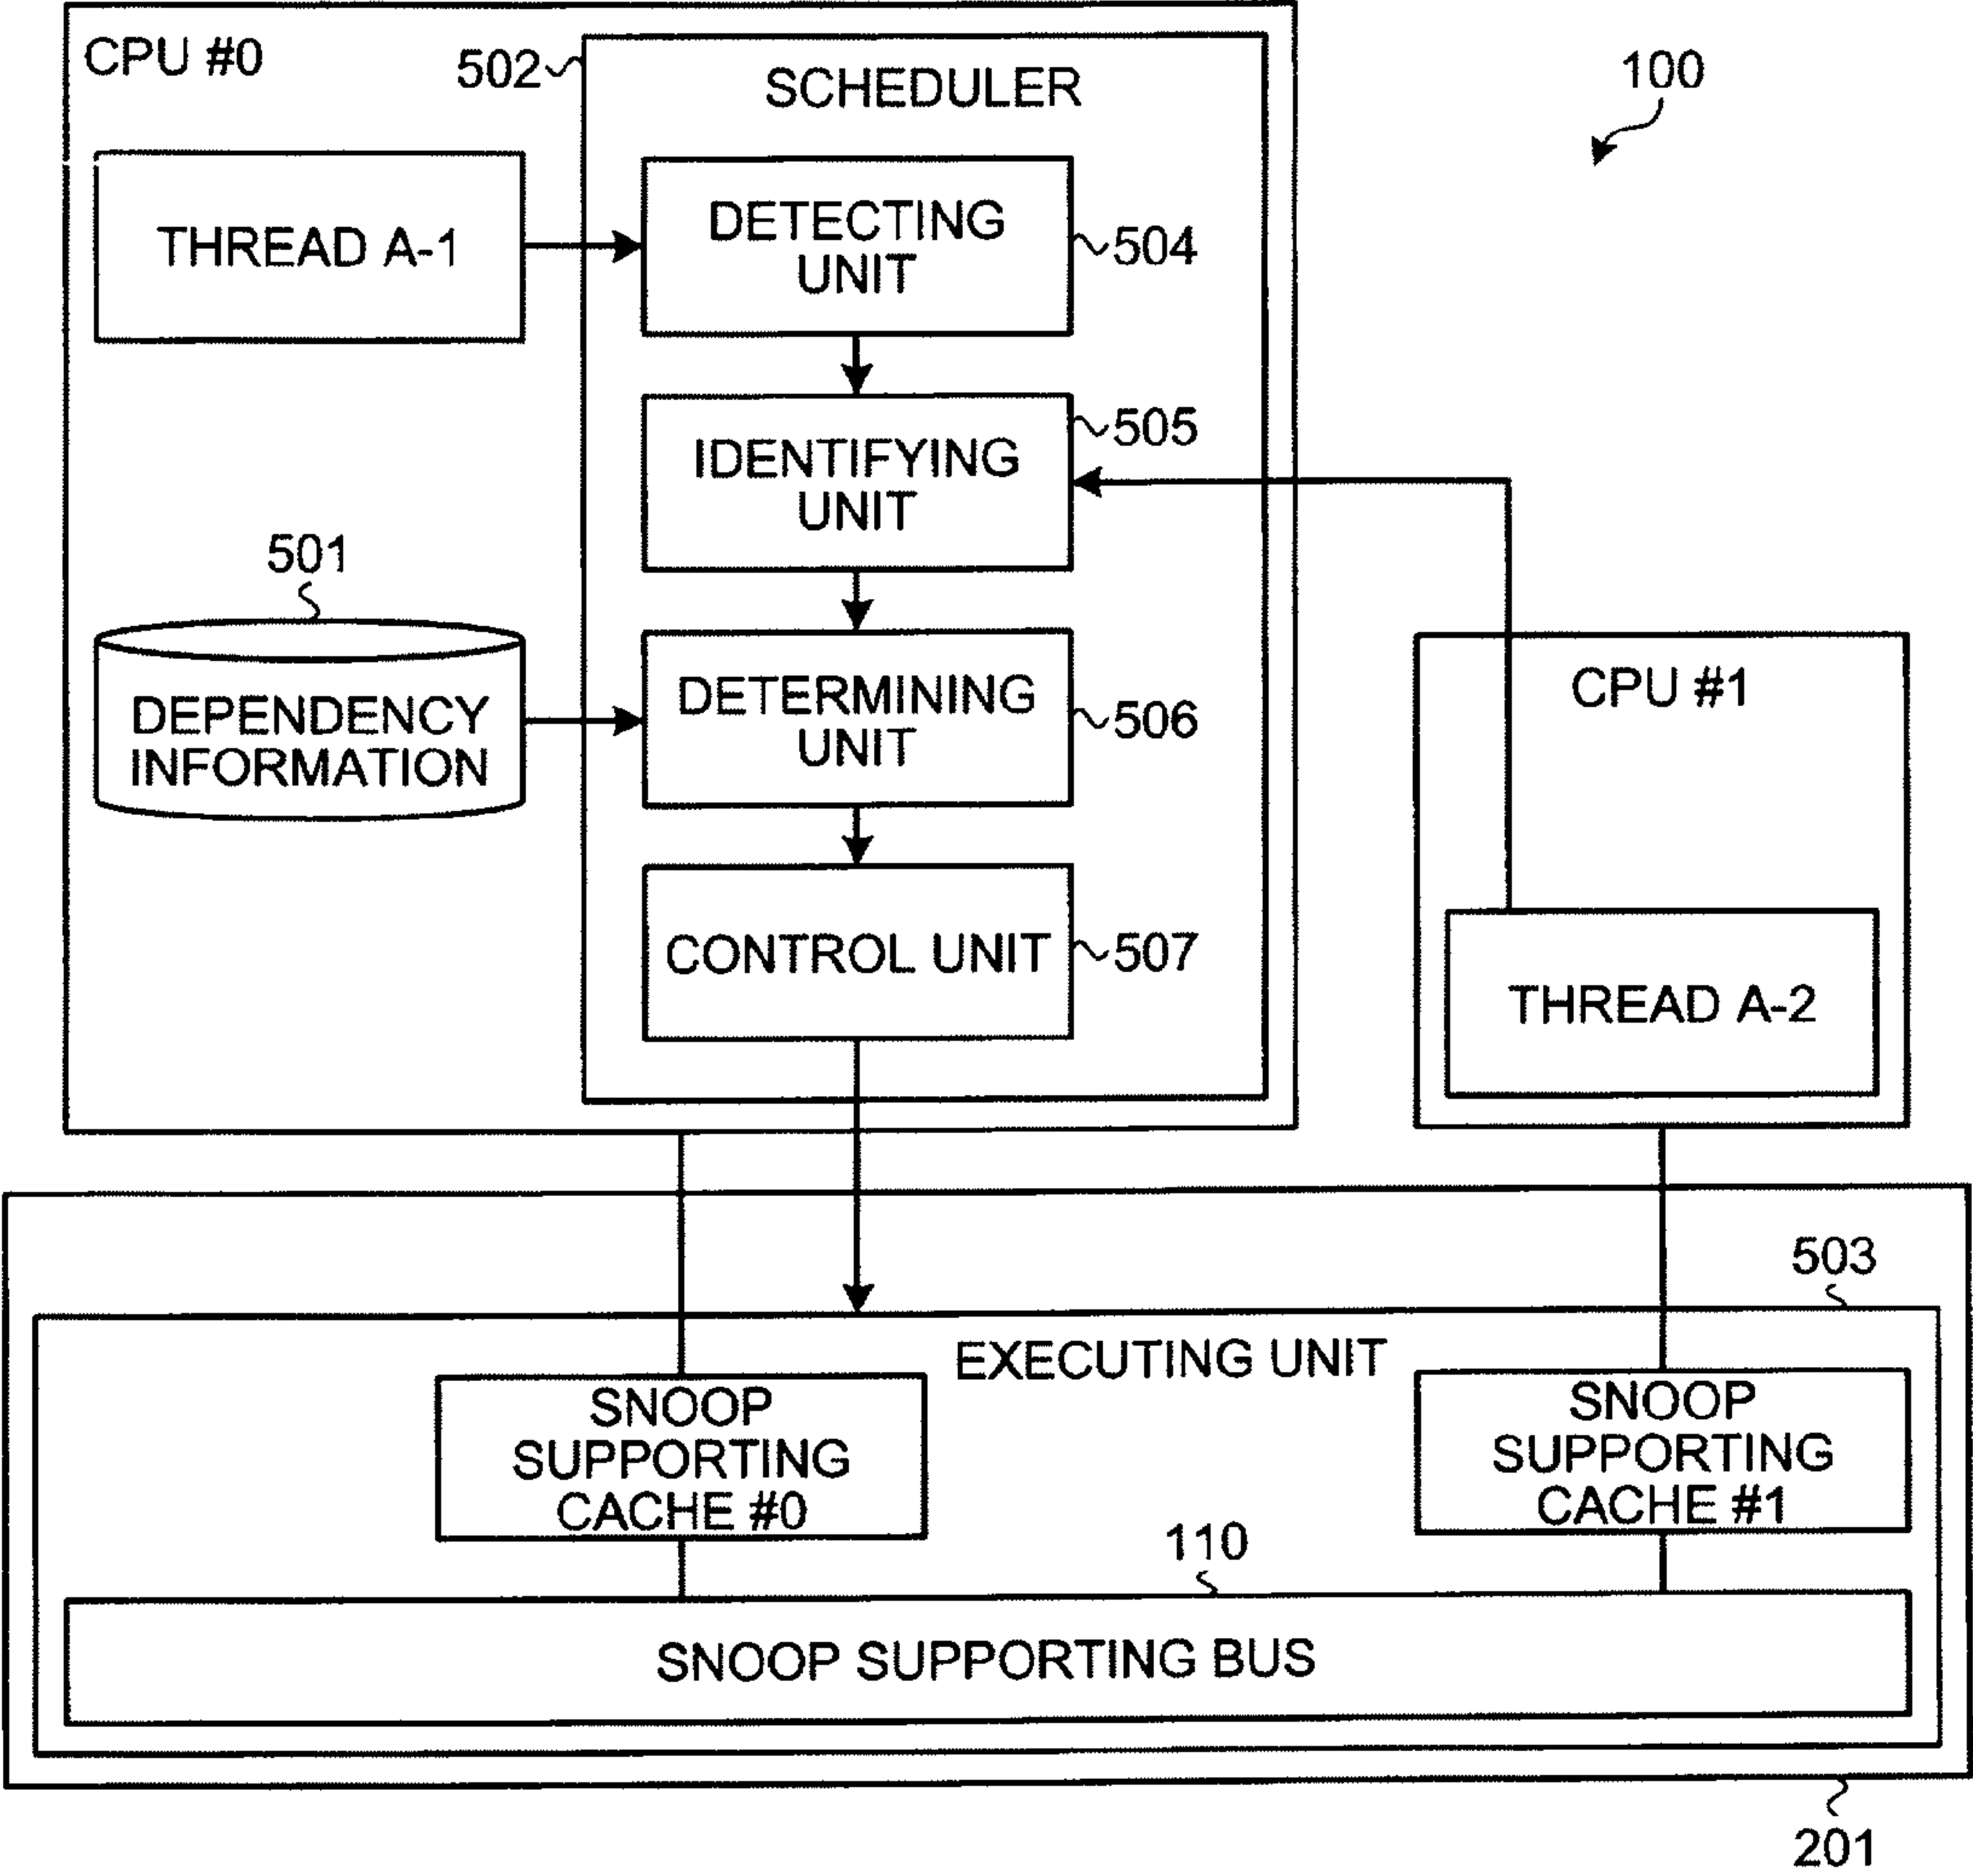 CPU #0
502
SCHEDULER
100
THREAD A-1
DETECTING
UNIT
504
IDENTIFYING
UNIT
505
501
DEPENDENCY
INFORMATION
DETERMINING
UNIT
506
CPU #1
CONTROL UNIT
507
THREAD A-2
503
EXECUTING UNIT
SNOOP
SUPPORTING
CACHE #0
SNOOP
SUPPORTING
CACHE #1
110
SNOOP SUPPORTING BUS
201